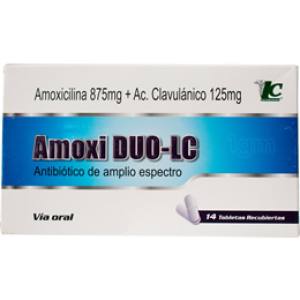 LC
Amoxicilina 875mg + Ac. Clavulánico 125mg
Amoxi DUO-LC
Antibiótico de amplio espectro
Vía oral
14 Tabletas Recubiertas